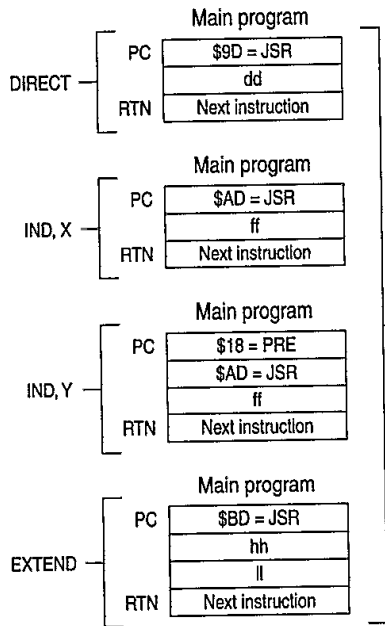 Main program
PC $9D = JSR
DIRECT dd
RTN Next instruction
Main program
PC $AD = JSR
IND, X ff
RTN Next instruction
Main program
PC $18 = PRE
$AD = JSR
IND, Y ff
RTN Next instruction
Main program
PC $BD = JSR
hh
EXTEND ll
RTN Next instruction